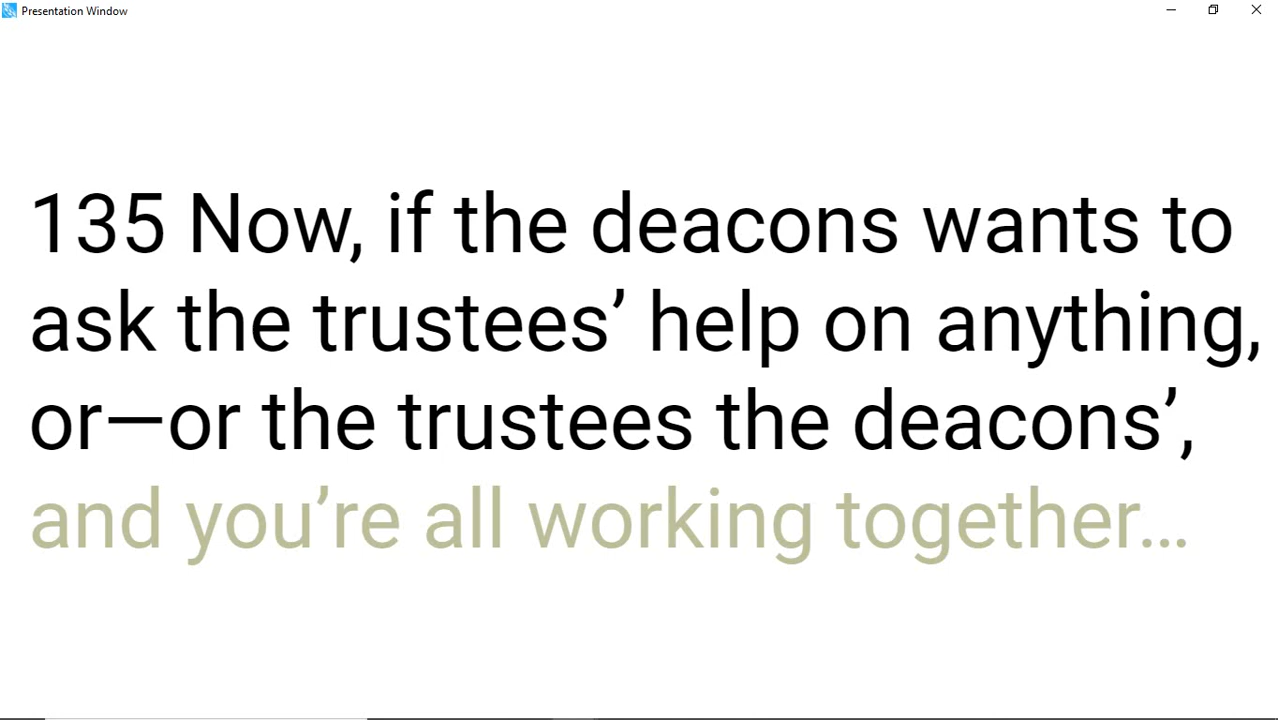 Presentation Window
135 Now, if the deacons wants to
ask the trustees’ help on anything,
or—or the trustees the deacons’,
and you’re all working together…